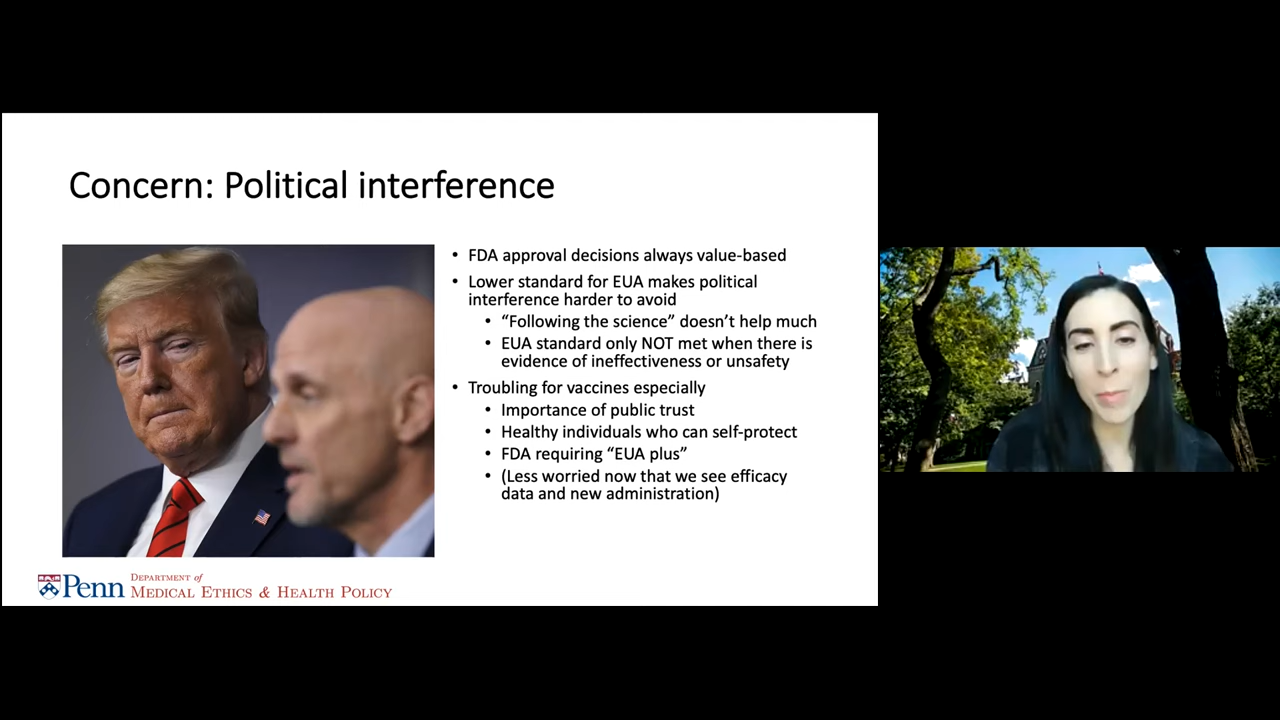 Concern: Political interference
• FDA approval decisions always value-based
• Lower standard for EUA makes political
interference harder to avoid
• “Following the science” doesn’t help much
• EUA standard only NOT met when there is
evidence of ineffectiveness or unsafety
• Troubling for vaccines especially
• Importance of public trust
• Healthy individuals who can self-protect
• FDA requiring “EUA plus”
• (Less worried now that we see efficacy
data and new administration)
Penn
DEPARTMENT of
MEDICAL ETHICS & HEALTH POLICY